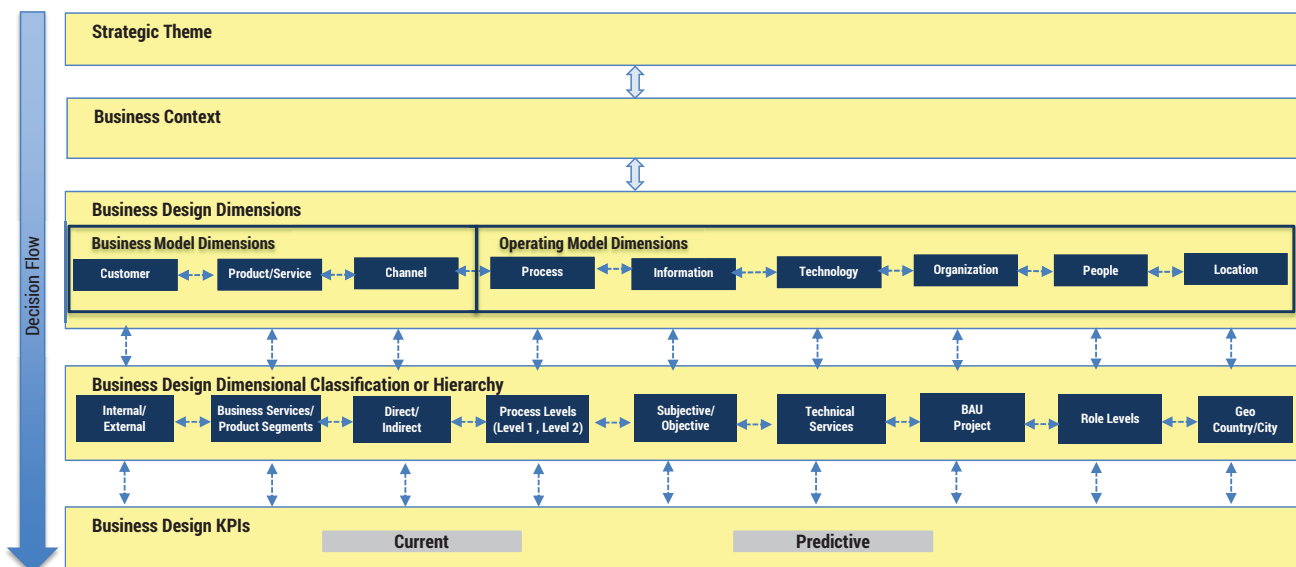 Decision Flow
Strategic Theme
Business Context
Business Design Dimensions
Business Model Dimensions
Operating Model Dimensions
Customer
Product/Service
Channel
Process
Information
Technology
Organization
People
Location
Business Design Dimensional Classification or Hierarchy
Internal/
External
Business Services/
Product Segments
Direct/
Indirect
Process Levels
(Level 1 , Level 2)
Subjective/
Objective
Technical
Services
BAU
Project
Role Levels
Geo
Country/City
Business Design KPIs
Current
Predictive